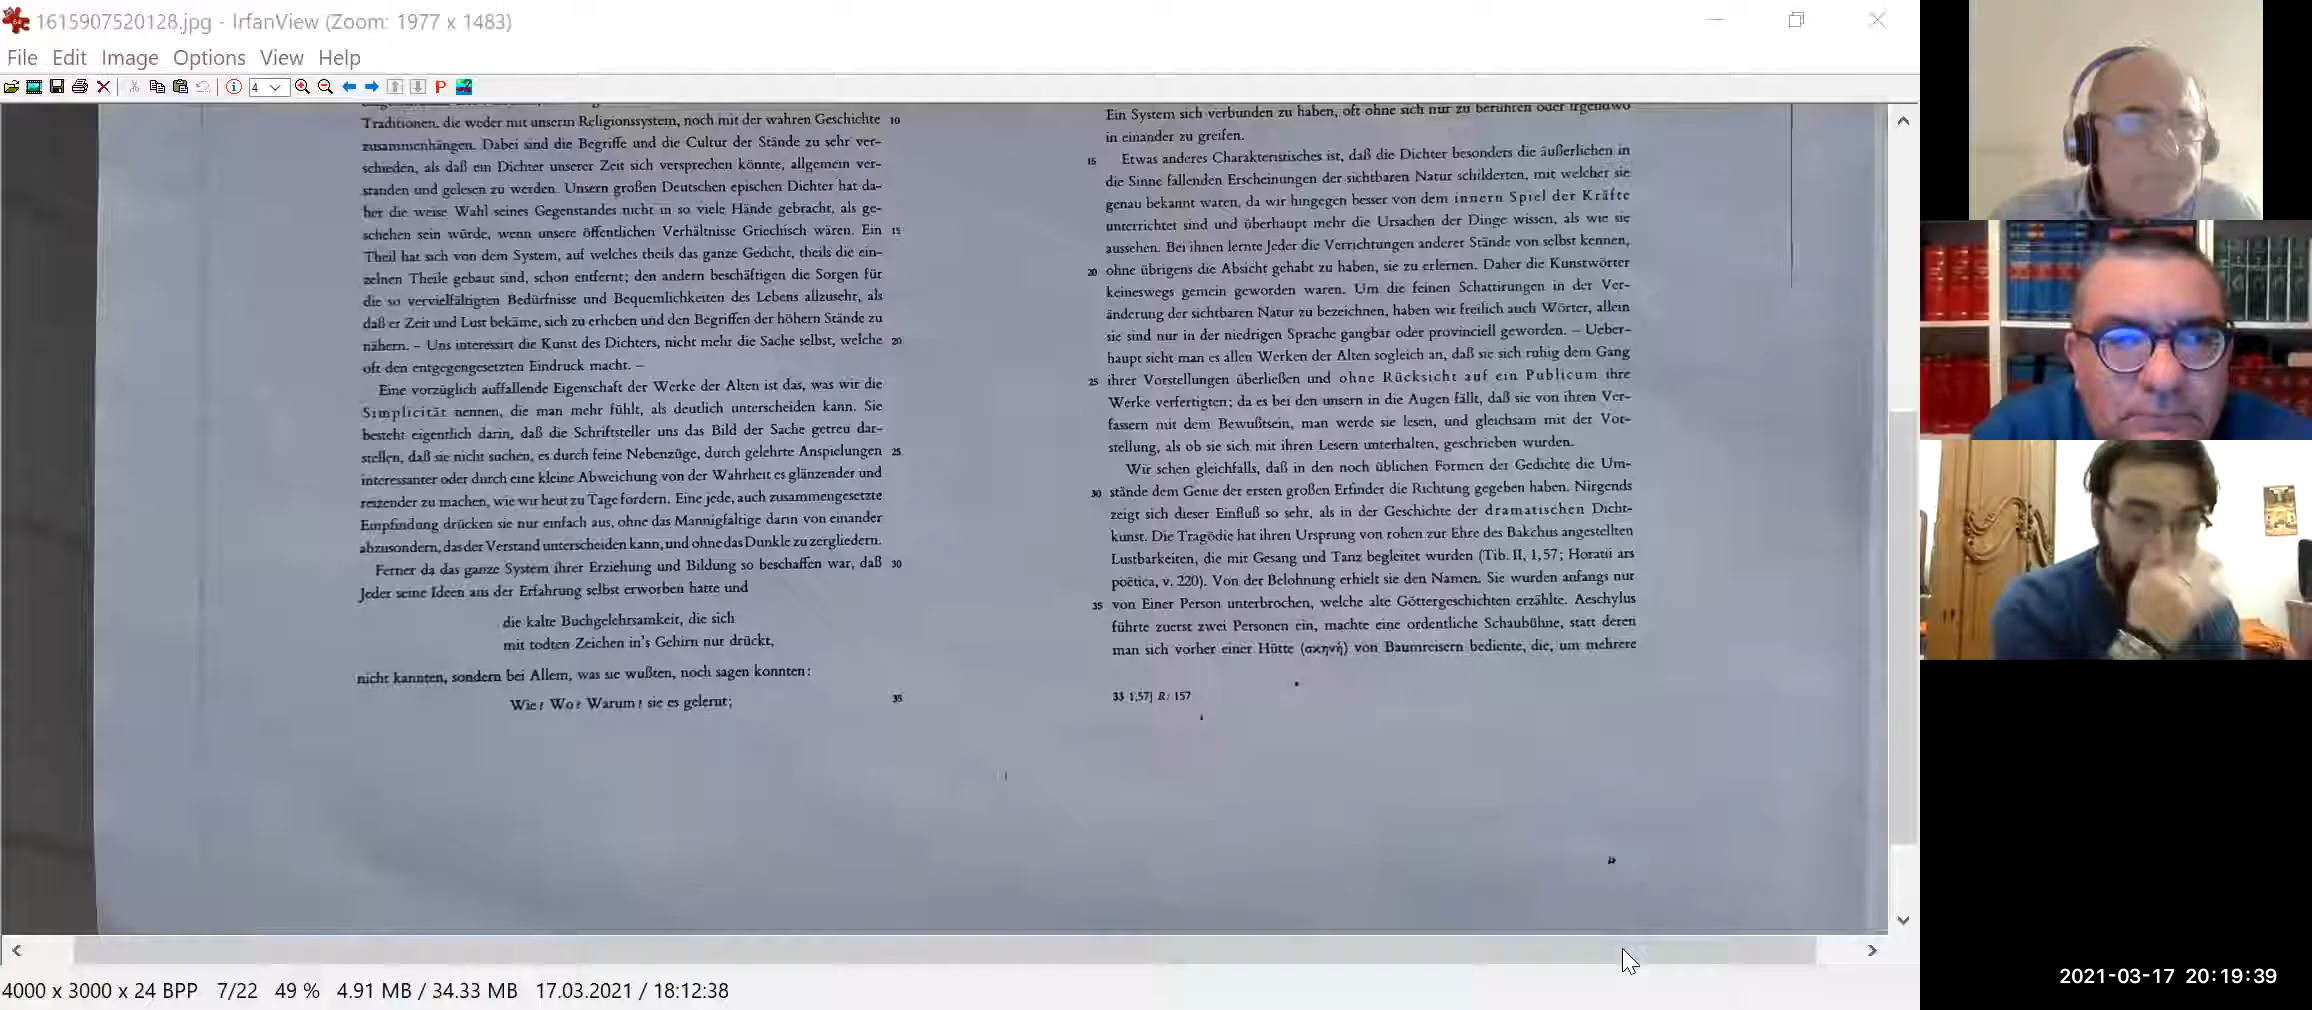 1615907520128.jpg - IrfanView (Zoom: 1977 x 1483)
File Edit Image Options View Help
4
Traditionen, die weder mit unserm Religionssystem, noch mit der wahren Geschichte 10
zusammenhängen. Dabei sind die Begriffe und die Cultur der Stände zu sehr ver-
schieden, als daß ein Dichter unserer Zeit sich versprechen könnte, allgemein ver-
standen und gelesen zu werden. Unsern großen Deutschen epischen Dichter hat da-
her die weise Wahl seines Gegenstandes nicht in so viele Hände gebracht, als ge-
schehen sein würde, wenn unsere öffentlichen Verhältnisse Griechisch wären. Ein 15
Theil hat sich von dem System, auf welches theils das ganze Gedicht, theils die ein-
zelnen Theile gebaut sind, schon entfernt; den andern beschäftigen die Sorgen für
die so vervielfältigten Bedürfnisse und Bequemlichkeiten des Lebens allzusehr, als
daß er Zeit und Lust bekäme, sich zu erheben und den Begriffen der höhern Stände zu
nähern. – Uns interessirt die Kunst des Dichters, nicht mehr die Sache selbst, welche 20
oft den entgegengesetzten Eindruck macht. –
Eine vorzüglich auffallende Eigenschaft der Werke der Alten ist das, was wir die
Simplicität nennen, die man mehr fühlt, als deutlich unterscheiden kann. Sie
besteht eigentlich darin, daß die Schriftsteller uns das Bild der Sache getreu dar-
stellen, daß sie nicht suchen, es durch feine Nebenzüge, durch gelehrte Anspielungen 25
interessanter oder durch eine kleine Abweichung von der Wahrheit es glänzender und
reizender zu machen, wie wir heut zu Tage fordern. Eine jede, auch zusammengesetzte
Empfindung drücken sie nur einfach aus, ohne das Mannigfaltige darin von einander
abzusondern, das der Verstand unterscheiden kann, und ohne das Dunkle zu zergliedern.
Ferner da das ganze System ihrer Erziehung und Bildung so beschaffen war, daß 30
Jeder seine Ideen aus der Erfahrung selbst erworben hatte und
die kalte Buchgelehrsamkeit, die sich
mit todten Zeichen in's Gehirn nur drückt,
nicht kannten, sondern bei Allem, was sie wußten, noch sagen konnten:
Wie? Wo? Warum? sie es gelernt; 35
Ein System sich verbunden zu haben, oft ohne sich nur zu berühren oder irgendwo
in einander zu greifen.
15 Etwas anderes Charakteristisches ist, daß die Dichter besonders die äußerlichen in
die Sinne fallenden Erscheinungen der sichtbaren Natur schilderten, mit welcher sie
genau bekannt waren, da wir hingegen besser von dem innern Spiel der Kräfte
unterrichtet sind und überhaupt mehr die Ursachen der Dinge wissen, als wie sie
aussehen. Bei ihnen lernte Jeder die Verrichtungen anderer Stände von selbst kennen,
20 ohne übrigens die Absicht gehabt zu haben, sie zu erlernen. Daher die Kunstwörter
keineswegs gemein geworden waren. Um die feinen Schattirungen in der Ver-
änderung der sichtbaren Natur zu bezeichnen, haben wir freilich auch Wörter, allein
sie sind nur in der niedrigen Sprache gangbar oder provinciell geworden. – Ueber-
haupt sieht man es allen Werken der Alten sogleich an, daß sie sich ruhig dem Gang
25 ihrer Vorstellungen überließen und ohne Rücksicht auf ein Publicum ihre
Werke verfertigten; da es bei den unsern in die Augen fällt, daß sie von ihren Ver-
fassern mit dem Bewußtsein, man werde sie lesen, und gleichsam mit der Vor-
stellung, als ob sie sich mit ihren Lesern unterhalten, geschrieben wurden.
Wir sehen gleichfalls, daß in den noch üblichen Formen der Gedichte die Um-
30 stände dem Genie der ersten großen Erfinder die Richtung gegeben haben. Nirgends
zeigt sich dieser Einfluß so sehr, als in der Geschichte der dramatischen Dicht-
kunst. Die Tragödie hat ihren Ursprung von rohen zur Ehre des Bakchus angestellten
Lustbarkeiten, die mit Gesang und Tanz begleitet wurden (Tib. II, 1,57; Horatii ars
poëtica, v. 220). Von der Belohnung erhielt sie den Namen. Sie wurden anfangs nur
35 von Einer Person unterbrochen, welche alte Göttergeschichten erzählte. Aeschylus
führte zuerst zwei Personen ein, machte eine ordentliche Schaubühne, statt deren
man sich vorher einer Hütte (σκηνή) von Baumreisern bediente, die, um mehrere
33 1,57] R: 157
4000 x 3000 x 24 BPP 7/22 49 % 4.91 MB / 34.33 MB 17.03.2021 / 18:12:38
2021-03-17 20:19:39